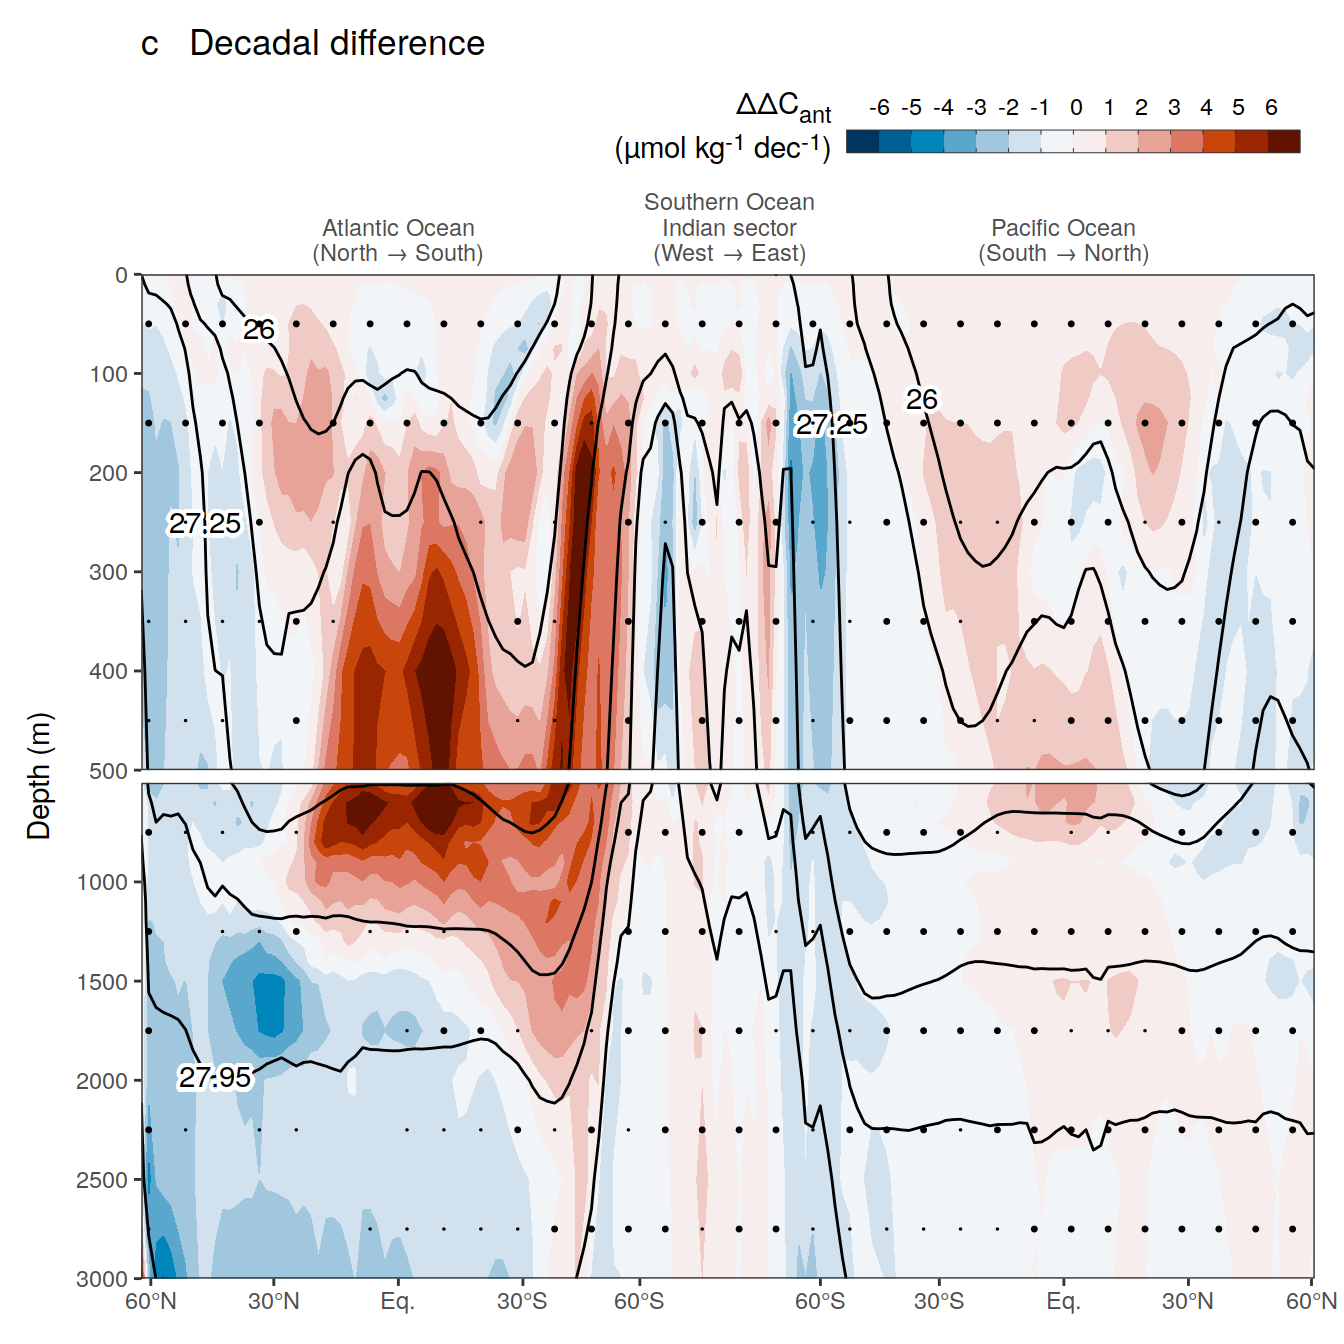 c Decadal difference
ΔΔCant
(μmol kg-1 dec-1)
-6 -5 -4 -3 -2 -1 0 1 2 3 4 5 6
Southern Ocean
Atlantic Ocean Indian sector Pacific Ocean
(North → South) (West → East) (South → North)
0
100
200
300
400
500
1000
1500
2000
2500
3000
Depth (m)
26
26
27.25
27.25
27.95
60°N 30°N Eq. 30°S 60°S 60°S 30°S Eq. 30°N 60°N